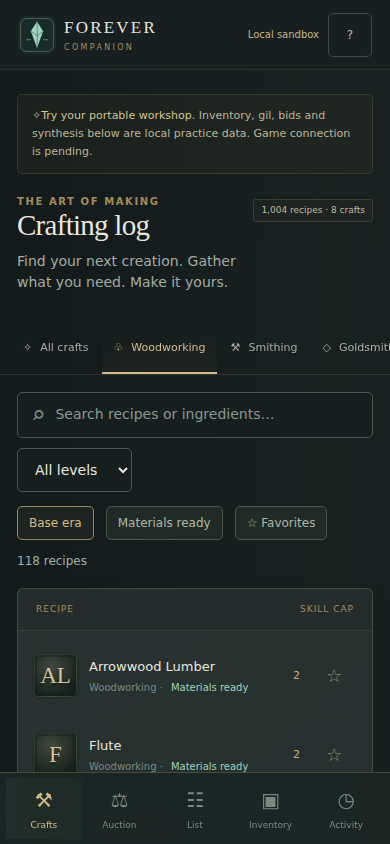 FOREVER
COMPANION
Local sandbox
?
✧Try your portable workshop. Inventory, gil, bids and
synthesis below are local practice data. Game connection
is pending.
THE ART OF MAKING
Crafting log
1,004 recipes · 8 crafts
Find your next creation. Gather
what you need. Make it yours.
✧ All crafts ♧ Woodworking ⚒ Smithing ◇ Goldsmit
Search recipes or ingredients...
All levels
Base era Materials ready ☆ Favorites
118 recipes
RECIPE SKILL CAP
AL Arrowwood Lumber 2 ☆
Woodworking · Materials ready
F Flute 2 ☆
Woodworking · Materials ready
Crafts Auction List Inventory Activity